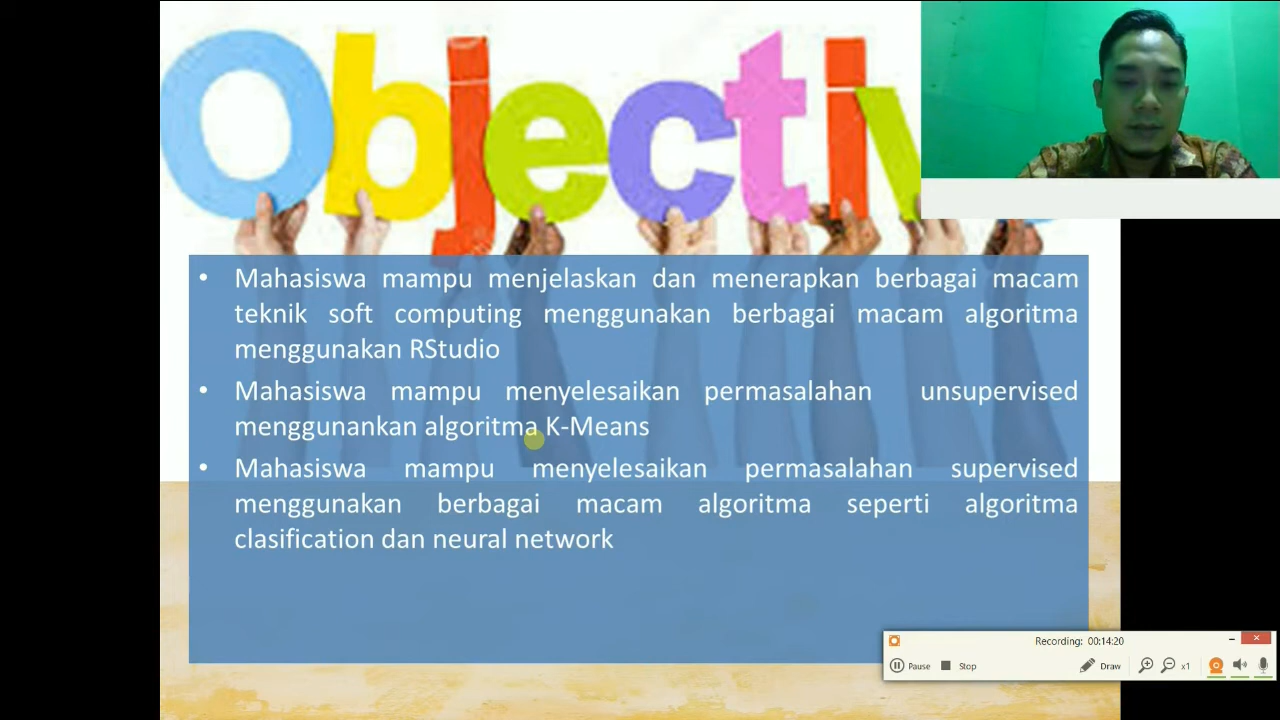 Objectiv
• Mahasiswa mampu menjelaskan dan menerapkan berbagai macam
teknik soft computing menggunakan berbagai macam algoritma
menggunakan RStudio
• Mahasiswa mampu menyelesaikan permasalahan unsupervised
menggunankan algoritma K-Means
• Mahasiswa mampu menyelesaikan permasalahan supervised
menggunakan berbagai macam algoritma seperti algoritma
clasification dan neural network
Recording: 00:14:20
Pause Stop Draw x1